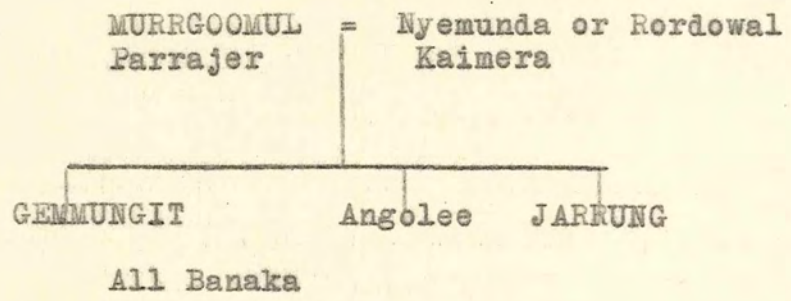 MURRGOOMUL = Nyemunda or Rordowal
Parrajer Kaimera
GEMMUNGIT Angolee JARRUNG
All Banaka